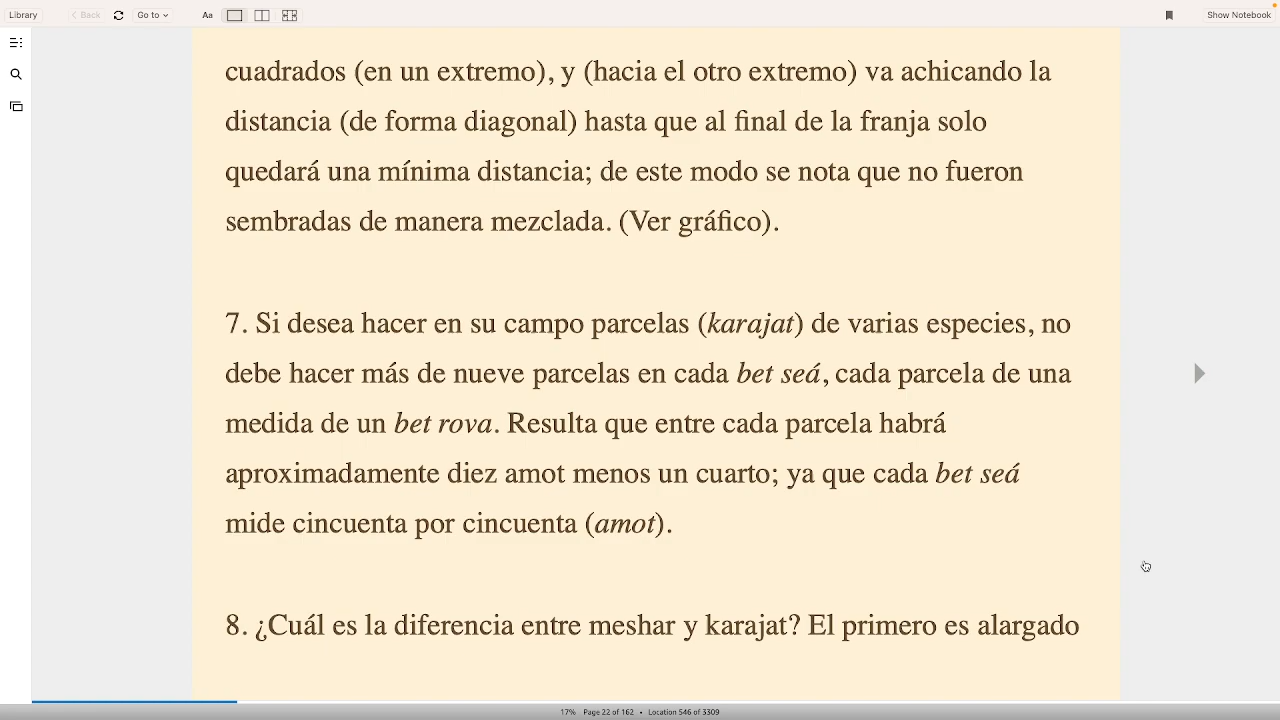 Library
Back
Go to
Aa
Show Notebook
cuadrados (en un extremo), y (hacia el otro extremo) va achicando la
distancia (de forma diagonal) hasta que al final de la franja solo
quedará una mínima distancia; de este modo se nota que no fueron
sembradas de manera mezclada. (Ver gráfico).
7. Si desea hacer en su campo parcelas (karajat) de varias especies, no
debe hacer más de nueve parcelas en cada bet seá, cada parcela de una
medida de un bet rova. Resulta que entre cada parcela habrá
aproximadamente diez amot menos un cuarto; ya que cada bet seá
mide cincuenta por cincuenta (amot).
8. ¿Cuál es la diferencia entre meshar y karajat? El primero es alargado
17% Page 22 of 162 • Location 546 of 3309